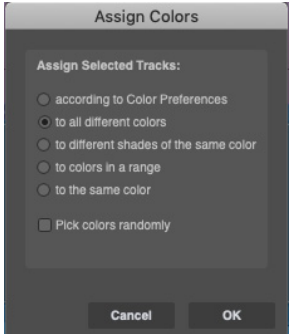 Assign Colors
Assign Selected Tracks:
according to Color Preferences
to all different colors
to different shades of the same color
to colors in a range
to the same color
Pick colors randomly
Cancel OK